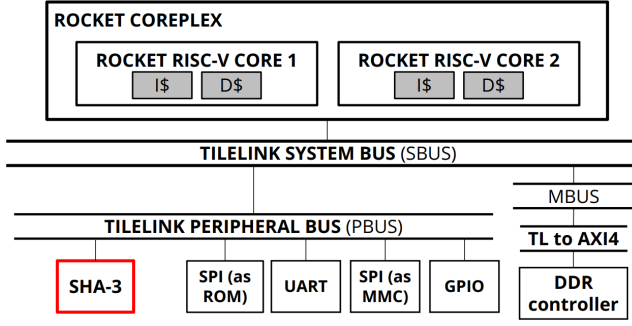 ROCKET COREPLEX
ROCKET RISC-V CORE 1
I$ D$
ROCKET RISC-V CORE 2
I$ D$
TILELINK SYSTEM BUS (SBUS)
MBUS
TILELINK PERIPHERAL BUS (PBUS)
TL to AXI4
SHA-3
SPI (as
ROM)
UART
SPI (as
MMC)
GPIO
DDR
controller